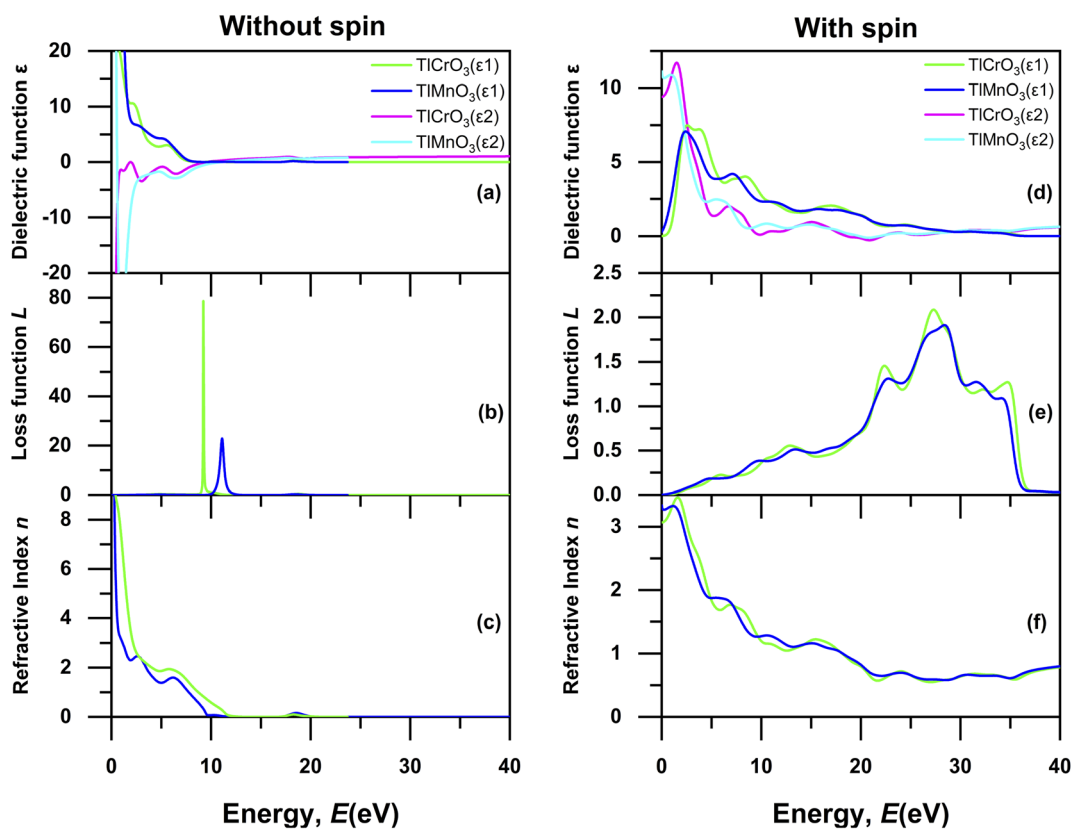 Without spin
With spin
Dielectric function ε
20
10
0
-10
-20
TlCrO3(ε1)
TlMnO3(ε1)
TlCrO3(ε2)
TlMnO3(ε2)
(a)
Loss function L
80
60
40
20
0
(b)
Refractive Index n
8
6
4
2
0
(c)
0
10
20
30
40
Energy, E(eV)
Dielectric function ε
10
5
0
TlCrO3(ε1)
TlMnO3(ε1)
TlCrO3(ε2)
TlMnO3(ε2)
(d)
Loss function L
2.5
2.0
1.5
1.0
0.5
0.0
(e)
Refractive Index n
3
2
1
0
(f)
0
10
20
30
40
Energy, E(eV)